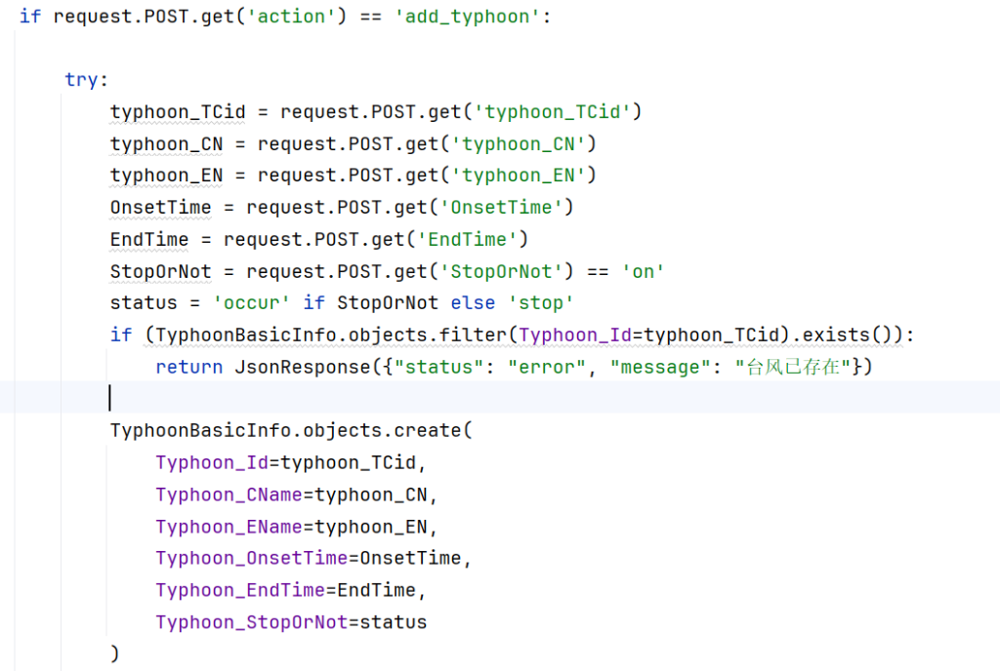 if request.POST.get('action') == 'add_typhoon':
try:
typhoon_TCid = request.POST.get('typhoon_TCid')
typhoon_CN = request.POST.get('typhoon_CN')
typhoon_EN = request.POST.get('typhoon_EN')
OnsetTime = request.POST.get('OnsetTime')
EndTime = request.POST.get('EndTime')
StopOrNot = request.POST.get('StopOrNot') == 'on'
status = 'occur' if StopOrNot else 'stop'
if (TyphoonBasicInfo.objects.filter(Typhoon_Id=typhoon_TCid).exists()):
return JsonResponse({"status": "error", "message": "台风已存在"})
TyphoonBasicInfo.objects.create(
Typhoon_Id=typhoon_TCid,
Typhoon_CName=typhoon_CN,
Typhoon_EName=typhoon_EN,
Typhoon_OnsetTime=OnsetTime,
Typhoon_EndTime=EndTime,
Typhoon_StopOrNot=status
)